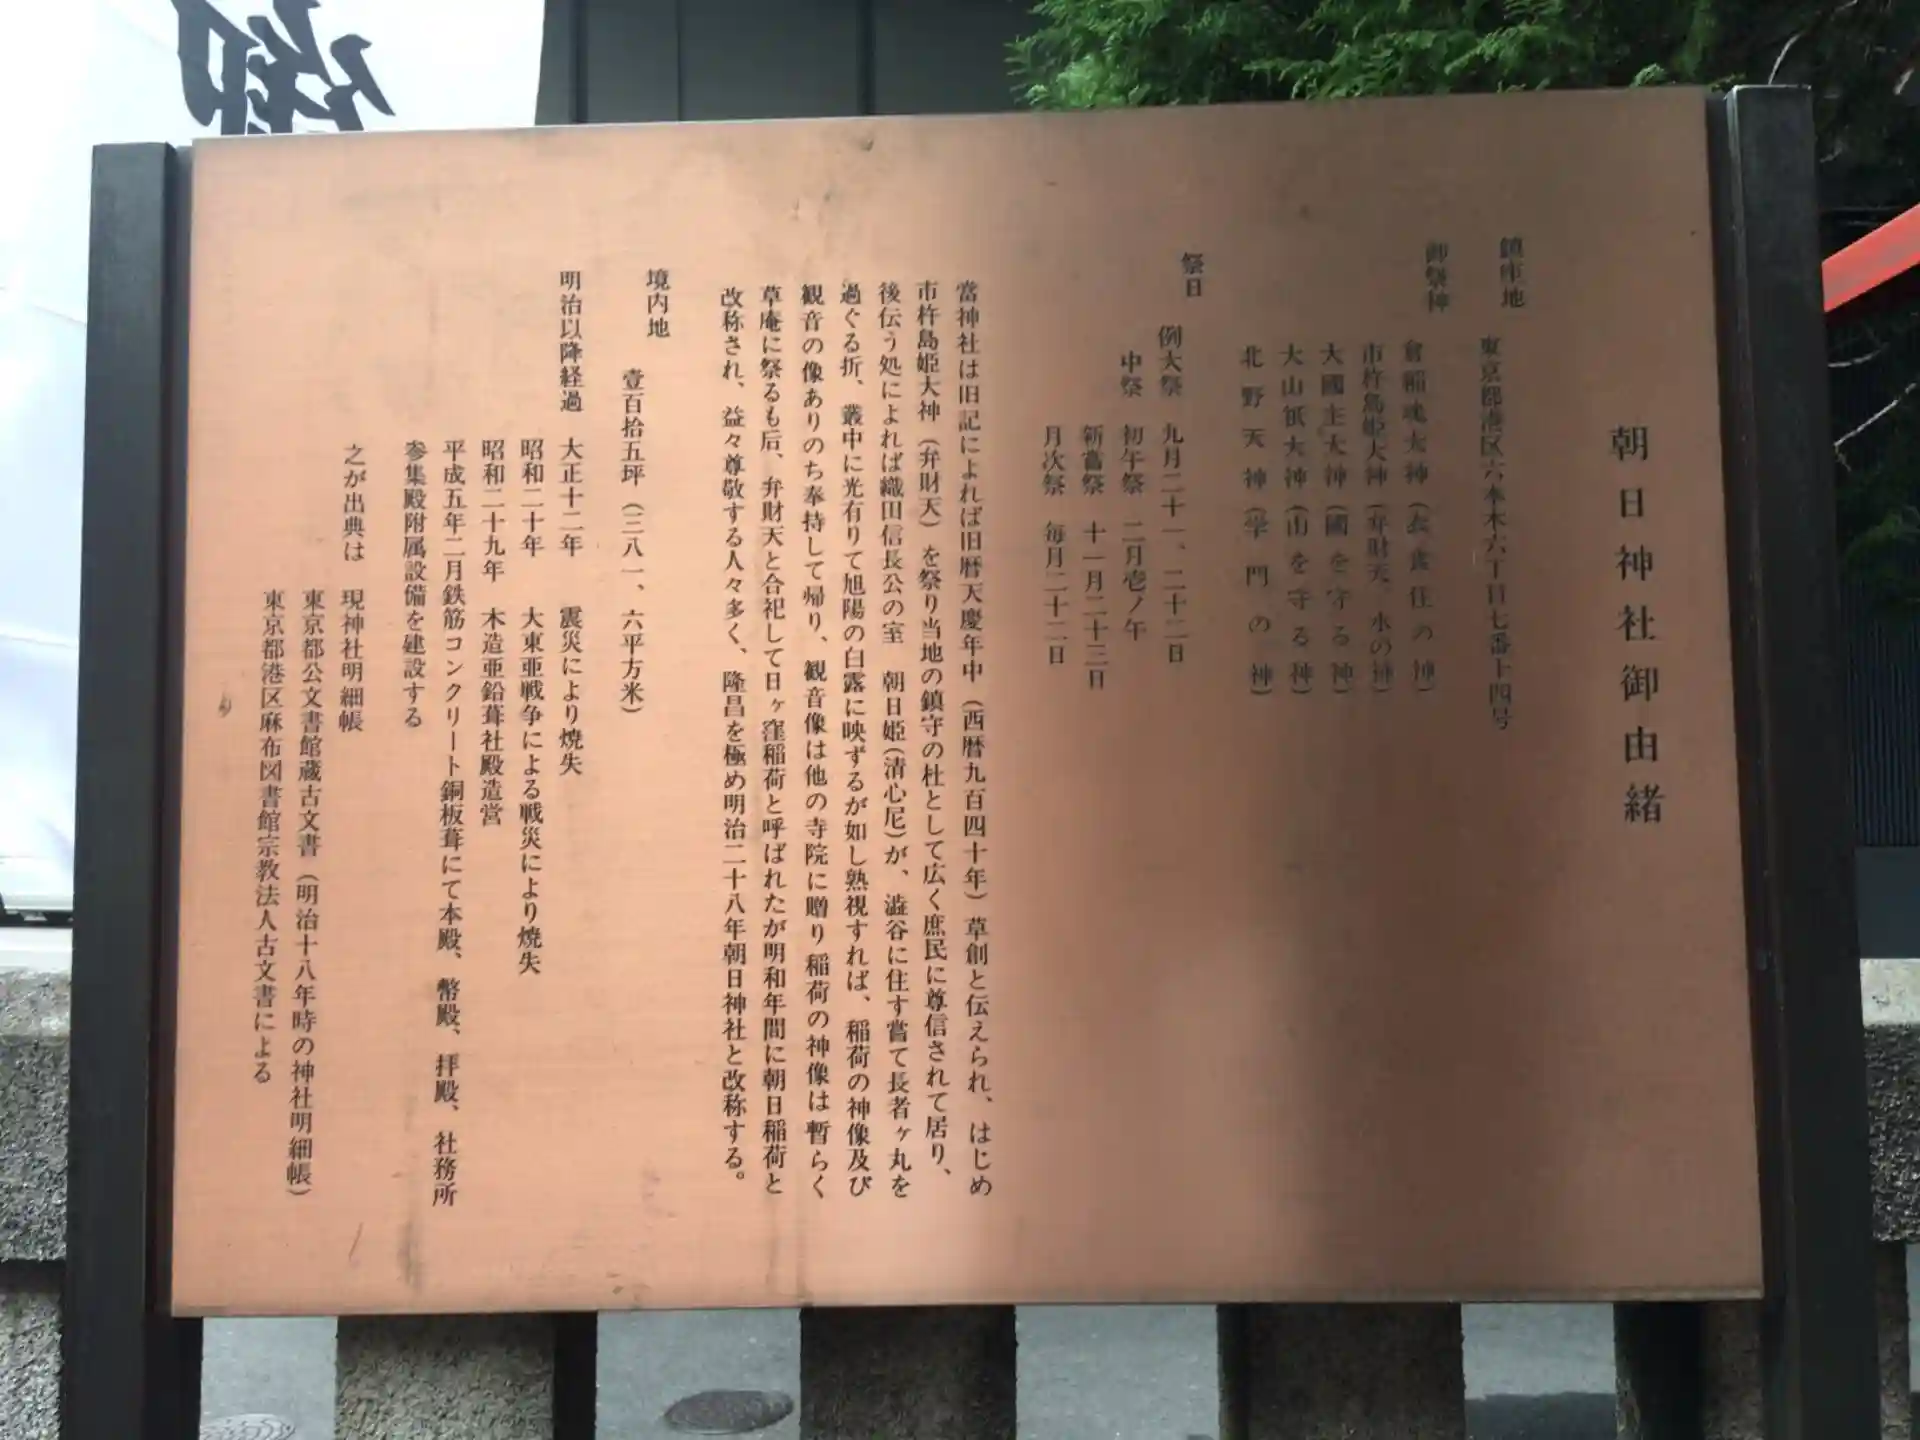 朝日神社御由緒
鎮座地 東京都港区六本木六丁目七番十四号
御祭神 倉稲魂大神(衣食住の神)
市杵島姫大神(弁財天、水の神)
大國主大神(國を守る神)
大山祇大神(山を守る神)
北野天神(学問の神)
祭日
例大祭 九月二十一、二十二日
中祭 初午祭 二月壱ノ午
新嘗祭 十一月二十三日
月次祭 毎月二十二日
當神社は旧記によれば旧暦天慶年中(西暦九百四十年)草創と伝えられ、はじめ
市杵島姫大神(弁財天)を祭り当地の鎮守の杜として広く庶民に尊信されて居り、
後伝う処によれば織田信長公の室 朝日姫(清心尼)が、澁谷に住す嘗て長者ヶ丸を
過ぐる折、叢中に光有りて旭陽の白露に映ずるが如し熟視すれば、稲荷の神像及び
観音の像ありのち奉持して帰り、観音像は他の寺院に贈り稲荷の神像は暫らく
草庵に祭るも后、弁財天と合祀して日ヶ窪稲荷と呼ばれたが明和年間に朝日稲荷と
改称され、益々尊敬する人々多く、隆昌を極め明治二十八年朝日神社と改称する。
境内地
壹百拾五坪(三八一、六平方米)
明治以降経過 大正十二年 震災により焼失
昭和二十年 大東亜戦争による戦災により焼失
昭和二十九年 木造亜鉛葺社殿造営
平成五年二月鉄筋コンクリート銅板葺にて本殿、幣殿、拝殿、社務所
参集殿附属設備を建設する
之が出典は 現神社明細帳
東京都公文書館蔵古文書(明治十八年時の神社明細帳)
東京都港区麻布図書館宗教法人古文書による
御